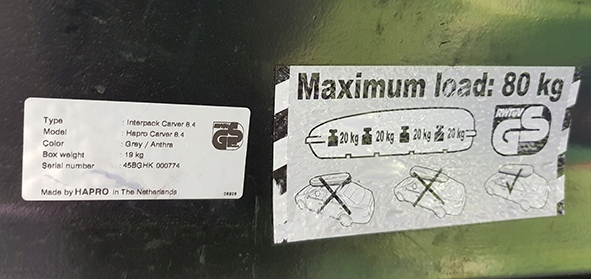 Type : Interpack Carver 8.4
Model : Hapro Carver 8.4
Color : Grey / Anthra
Box weight : 19 kg
Serial number : 45BGHK 000774
Made by HAPRO in The Netherlands
GS
Maximum load: 80 kg
20 kg 20 kg 20 kg 20 kg
RWTÜV
GS